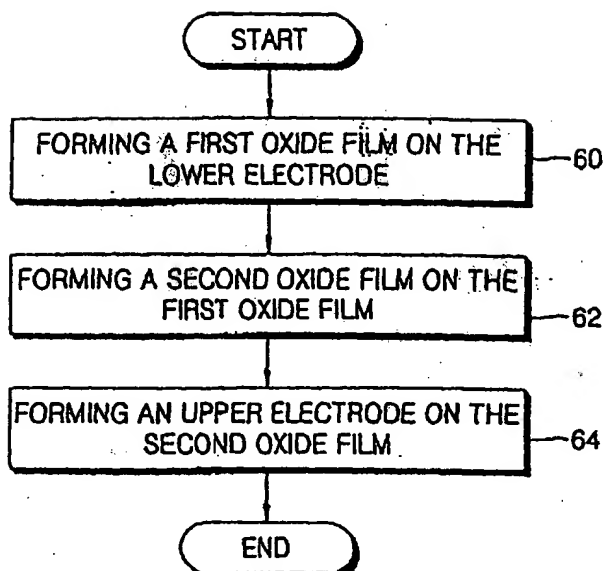 START
FORMING A FIRST OXIDE FILM ON THE
LOWER ELECTRODE
60
FORMING A SECOND OXIDE FILM ON THE
FIRST OXIDE FILM
62
FORMING AN UPPER ELECTRODE ON THE
SECOND OXIDE FILM
64
END